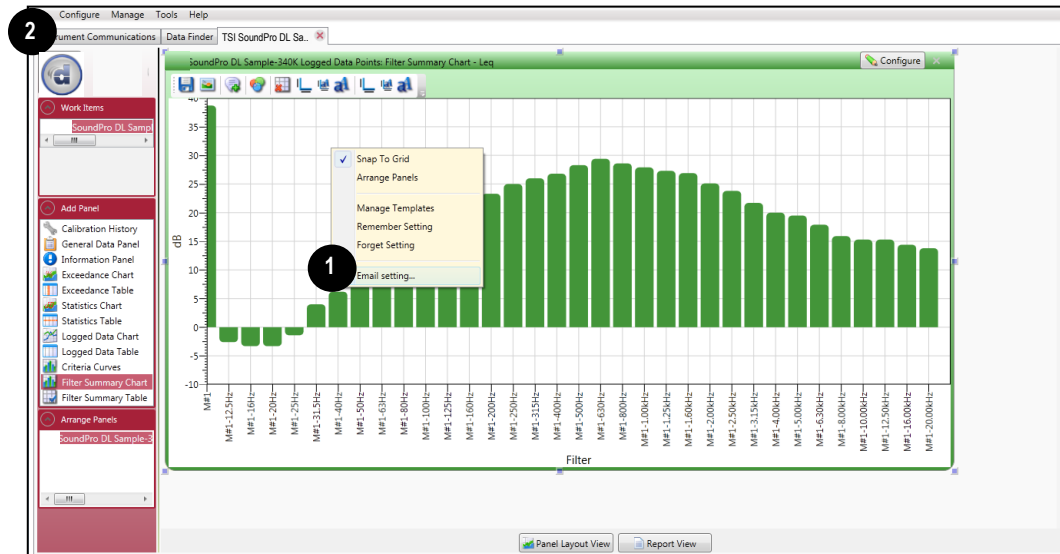 Configure Manage Tools Help
2
rument Communications Data Finder TSI SoundPro DL Sa..
SoundPro DL Sample-340K Logged Data Points: Filter Summary Chart - Leq Configure
d
Work Items
SoundPro DL Sampl
Add Panel
Calibration History
General Data Panel
Information Panel
Exceedance Chart
Exceedance Table
Statistics Chart
Statistics Table
Logged Data Chart
Logged Data Table
Criteria Curves
Filter Summary Chart
Filter Summary Table
Arrange Panels
SoundPro DL Sample-3
Snap To Grid
Arrange Panels
Manage Templates
Remember Setting
Forget Setting
1
Email setting...
dB
40
35
30
25
20
15
10
5
0
-5
-10
M#1
M#1-12.5Hz
M#1-16Hz
M#1-20Hz
M#1-25Hz
M#1-31.5Hz
M#1-40Hz
M#1-50Hz
M#1-63Hz
M#1-80Hz
M#1-100Hz
M#1-125Hz
M#1-160Hz
M#1-200Hz
M#1-250Hz
M#1-315Hz
M#1-400Hz
M#1-500Hz
M#1-630Hz
M#1-800Hz
M#1-1.00kHz
M#1-1.25kHz
M#1-1.60kHz
M#1-2.00kHz
M#1-2.50kHz
M#1-3.15kHz
M#1-4.00kHz
M#1-5.00kHz
M#1-6.30kHz
M#1-8.00kHz
M#1-10.00kHz
M#1-12.50kHz
M#1-16.00kHz
M#1-20.00kHz
Filter
Panel Layout View Report View